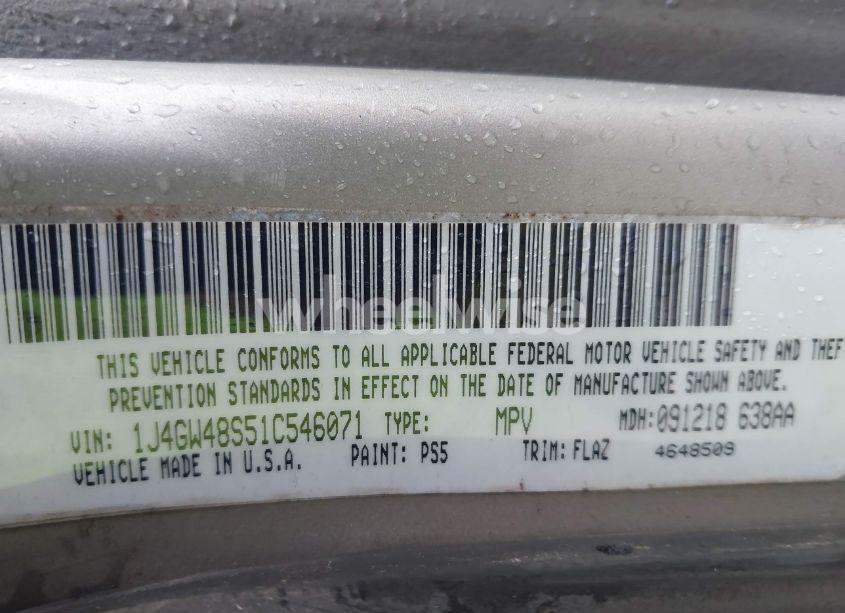 wheelwise
THIS VEHICLE CONFORMS TO ALL APPLICABLE FEDERAL MOTOR VEHICLE SAFETY AND THEF
PREVENTION STANDARDS IN EFFECT ON THE DATE OF MANUFACTURE SHOWN ABOVE.
VIN: 1J4GW48S51C546071 TYPE: MPV MDH: 091218 638AA
VEHICLE MADE IN U.S.A. PAINT: PS5 TRIM: FLAZ 4648509